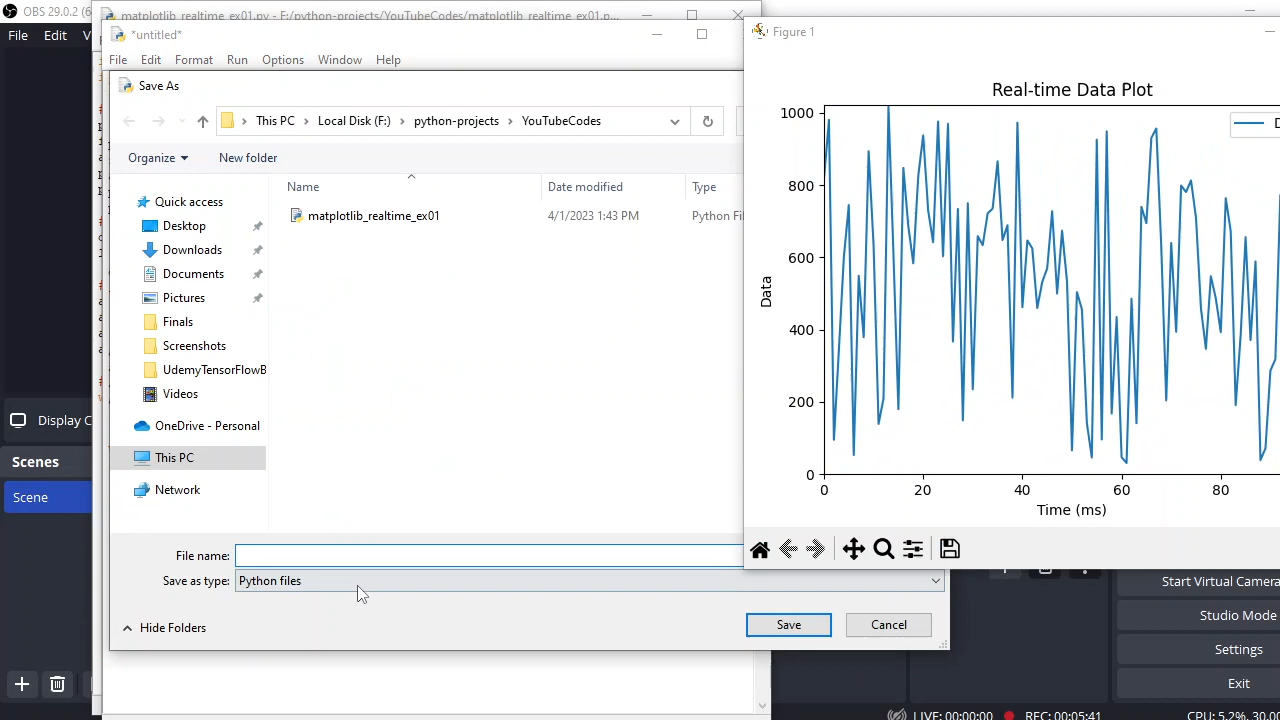 OBS 29.0.2 (6
File Edit V
matplotlib_realtime_ex01.py - F:/python-projects/YouTubeCodes/matplotlib_realtime_ex01.p...
*untitled*
File Edit Format Run Options Window Help
Save As
This PC > Local Disk (F:) > python-projects > YouTubeCodes
Organize New folder
Name Date modified Type
matplotlib_realtime_ex01 4/1/2023 1:43 PM Python Fil
Quick access
Desktop
Downloads
Documents
Pictures
Finals
Screenshots
UdemyTensorFlowB
Videos
OneDrive - Personal
This PC
Network
File name:
Save as type: Python files
Hide Folders
Save Cancel
Figure 1
Real-time Data Plot
D
1000
800
600
400
200
0
Data
0 20 40 60 80
Time (ms)
Display C
Scenes
Scene
Start Virtual Camera
Studio Mode
Settings
Exit
LIVE: 00:00:00 REC: 00:05:41 CPU: 5.2%, 30.00